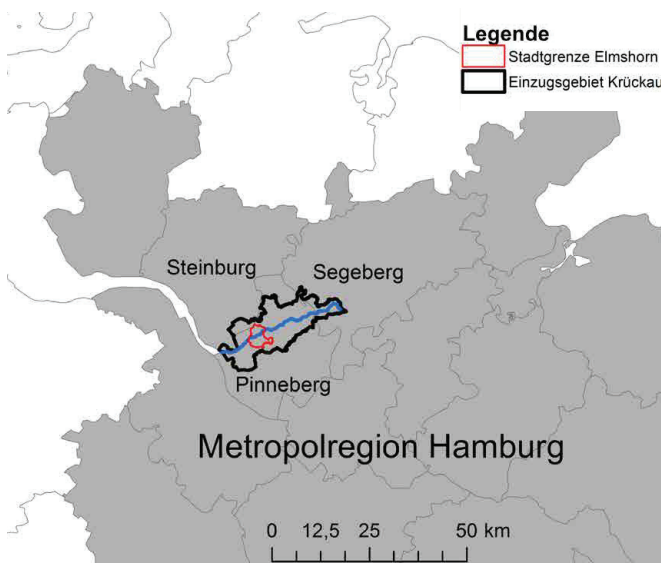 Legende
Stadtgrenze Elmshorn
Einzugsgebiet Krückau
Steinburg
Segeberg
Pinneberg
Metropolregion Hamburg
0 12,5 25 50 km